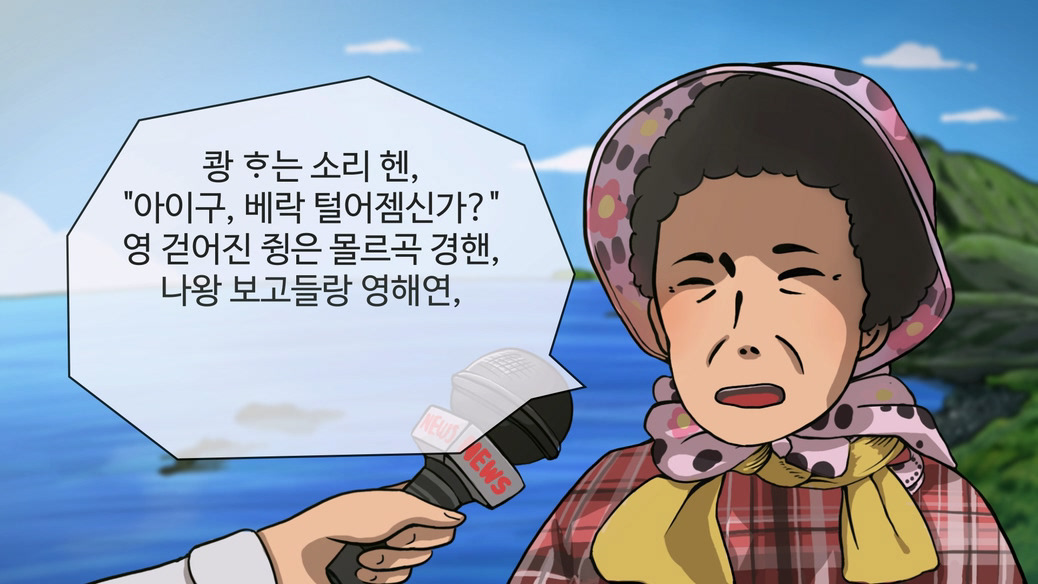 쾅 ᄒᆞ는 소리 헨,
"아이구, 베락 털어젬신가?"
영 걷어진 줭은 몰르곡 경핸,
나왕 보고들랑 영해연,
NEWS
NEWS